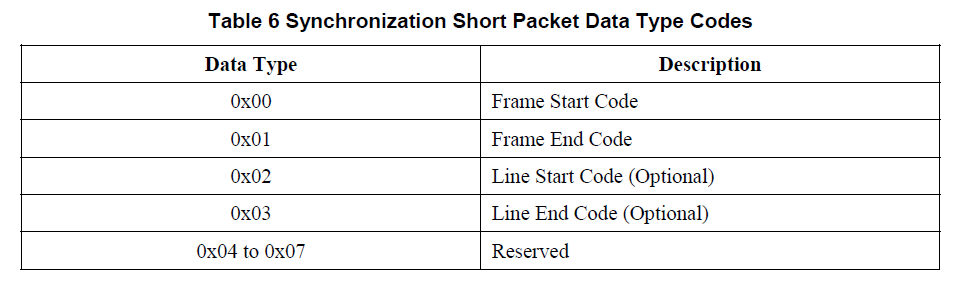 Table 6 Synchronization Short Packet Data Type Codes
Data Type Description
0x00 Frame Start Code
0x01 Frame End Code
0x02 Line Start Code (Optional)
0x03 Line End Code (Optional)
0x04 to 0x07 Reserved